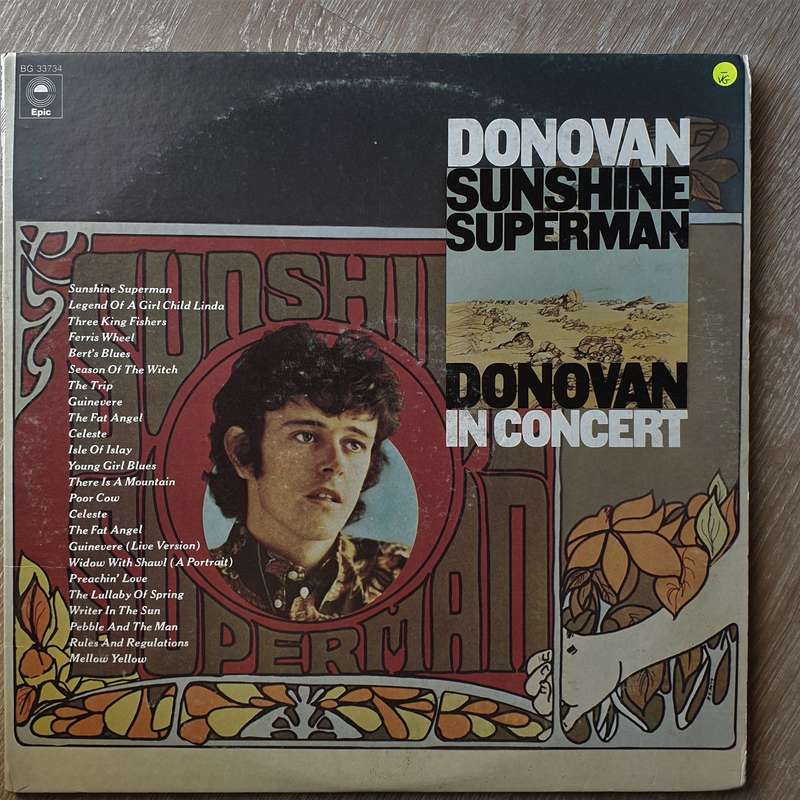 BG 33734
Epic
VG
DONOVAN
SUNSHINE
SUPERMAN
DONOVAN
IN CONCERT
SUNSHI
SUPERMAN
Sunshine Superman
Legend Of A Girl Child Linda
Three King Fishers
Ferris Wheel
Bert's Blues
Season Of The Witch
The Trip
Guinevere
The Fat Angel
Celeste
Isle Of Islay
Young Girl Blues
There Is A Mountain
Poor Cow
Celeste
The Fat Angel
Guinevere (Live Version)
Widow With Shawl (A Portrait)
Preachin' Love
The Lullaby Of Spring
Writer In The Sun
Pebble And The Man
Rules And Regulations
Mellow Yellow